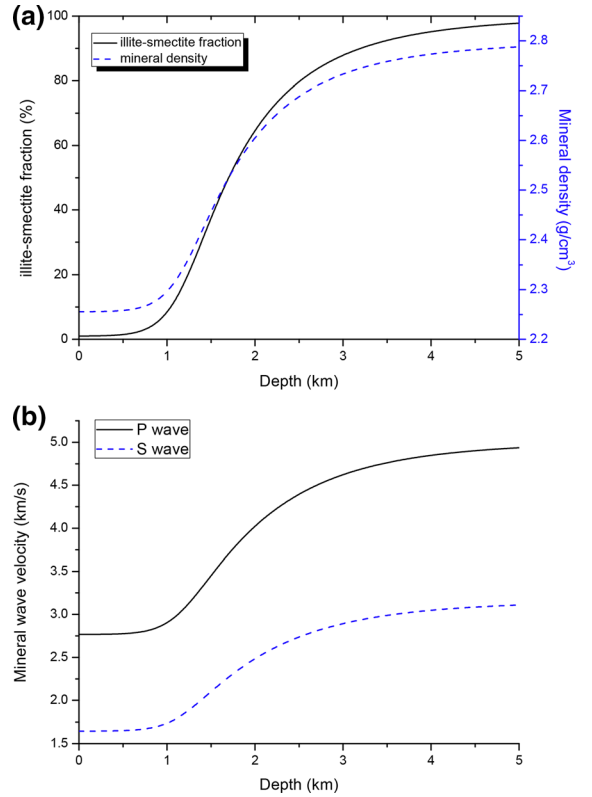 (a)
illite-smectite fraction
mineral density
100
80
60
40
20
0
illite-smectite fraction (%)
2.8
2.7
2.6
2.5
2.4
2.3
2.2
Mineral density (g/cm³)
0 1 2 3 4 5
Depth (km)
(b)
P wave
S wave
5.0
4.5
4.0
3.5
3.0
2.5
2.0
1.5
Mineral wave velocity (km/s)
0 1 2 3 4 5
Depth (km)